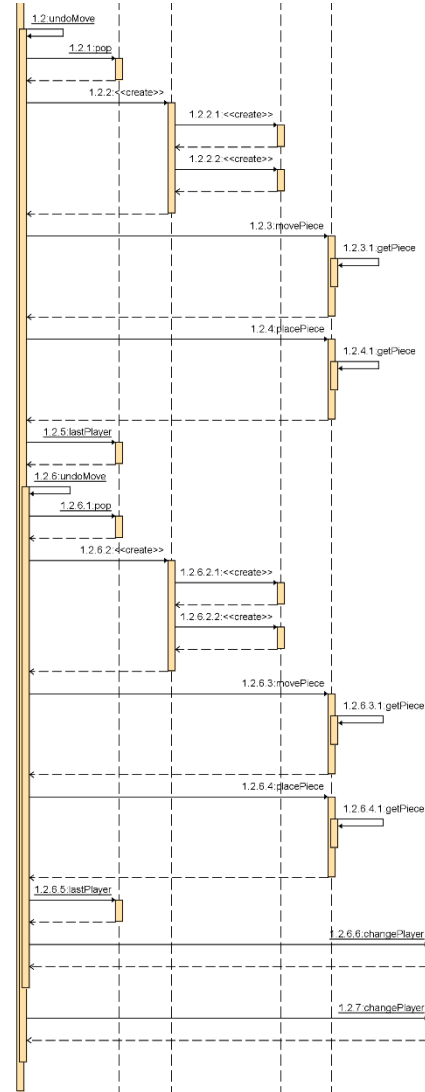 1.2:undoMove
1.2.1:pop
1.2.2:<<create>>
1.2.2.1:<<create>>
1.2.2.2:<<create>>
1.2.3:movePiece
1.2.3.1:getPiece
1.2.4:placePiece
1.2.4.1:getPiece
1.2.5:lastPlayer
1.2.6:undoMove
1.2.6.1:pop
1.2.6.2:<<create>>
1.2.6.2.1:<<create>>
1.2.6.2.2:<<create>>
1.2.6.3:movePiece
1.2.6.3.1:getPiece
1.2.6.4:placePiece
1.2.6.4.1:getPiece
1.2.6.5:lastPlayer
1.2.6.6:changePlayer
1.2.7:changePlayer